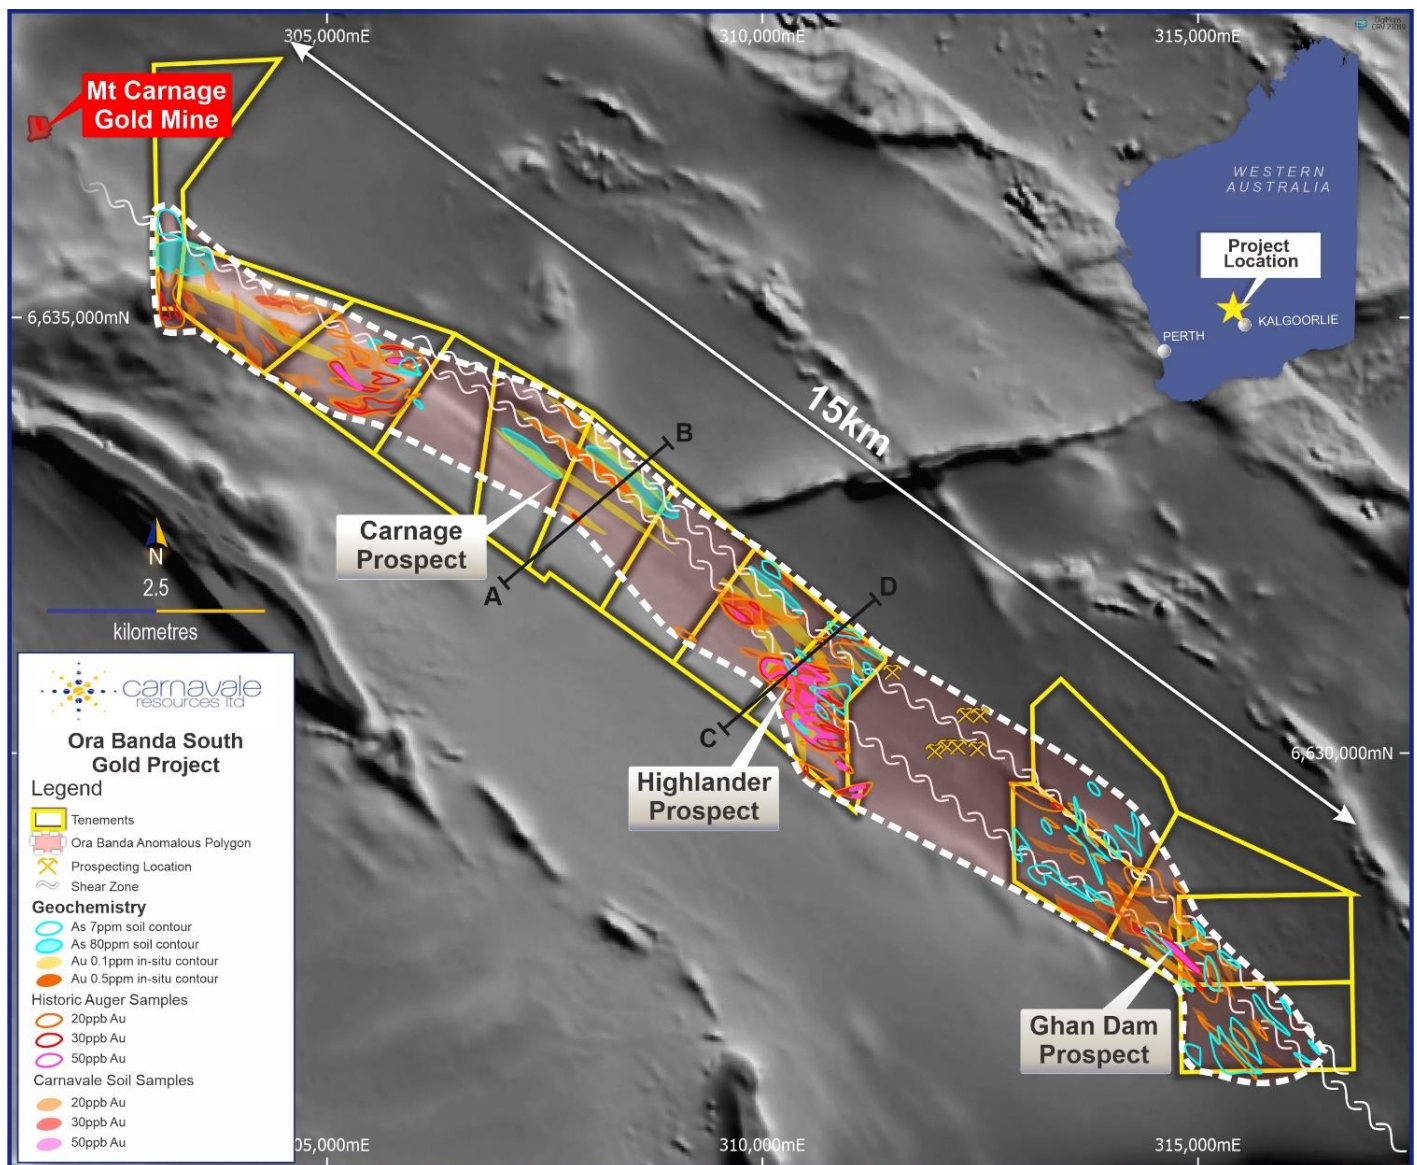 305,000mE
310,000mE
315,000mE
DigiMaps
CRV 21019
Mt Carnage
Gold Mine
WESTERN
AUSTRALIA
Project
Location
KALGOORLIE
PERTH
6,635,000mN
15km
B
Carnage
Prospect
A
N
2.5
kilometres
D
C
Highlander
Prospect
6,630,000mN
Ghan Dam
Prospect
carnavale
resources ltd
Ora Banda South
Gold Project
Legend
Tenements
Ora Banda Anomalous Polygon
Prospecting Location
Shear Zone
Geochemistry
As 7ppm soil contour
As 80ppm soil contour
Au 0.1ppm in-situ contour
Au 0.5ppm in-situ contour
Historic Auger Samples
20ppb Au
30ppb Au
50ppb Au
Carnavale Soil Samples
20ppb Au
30ppb Au
50ppb Au
05,000mE
310,000mE
315,000mE